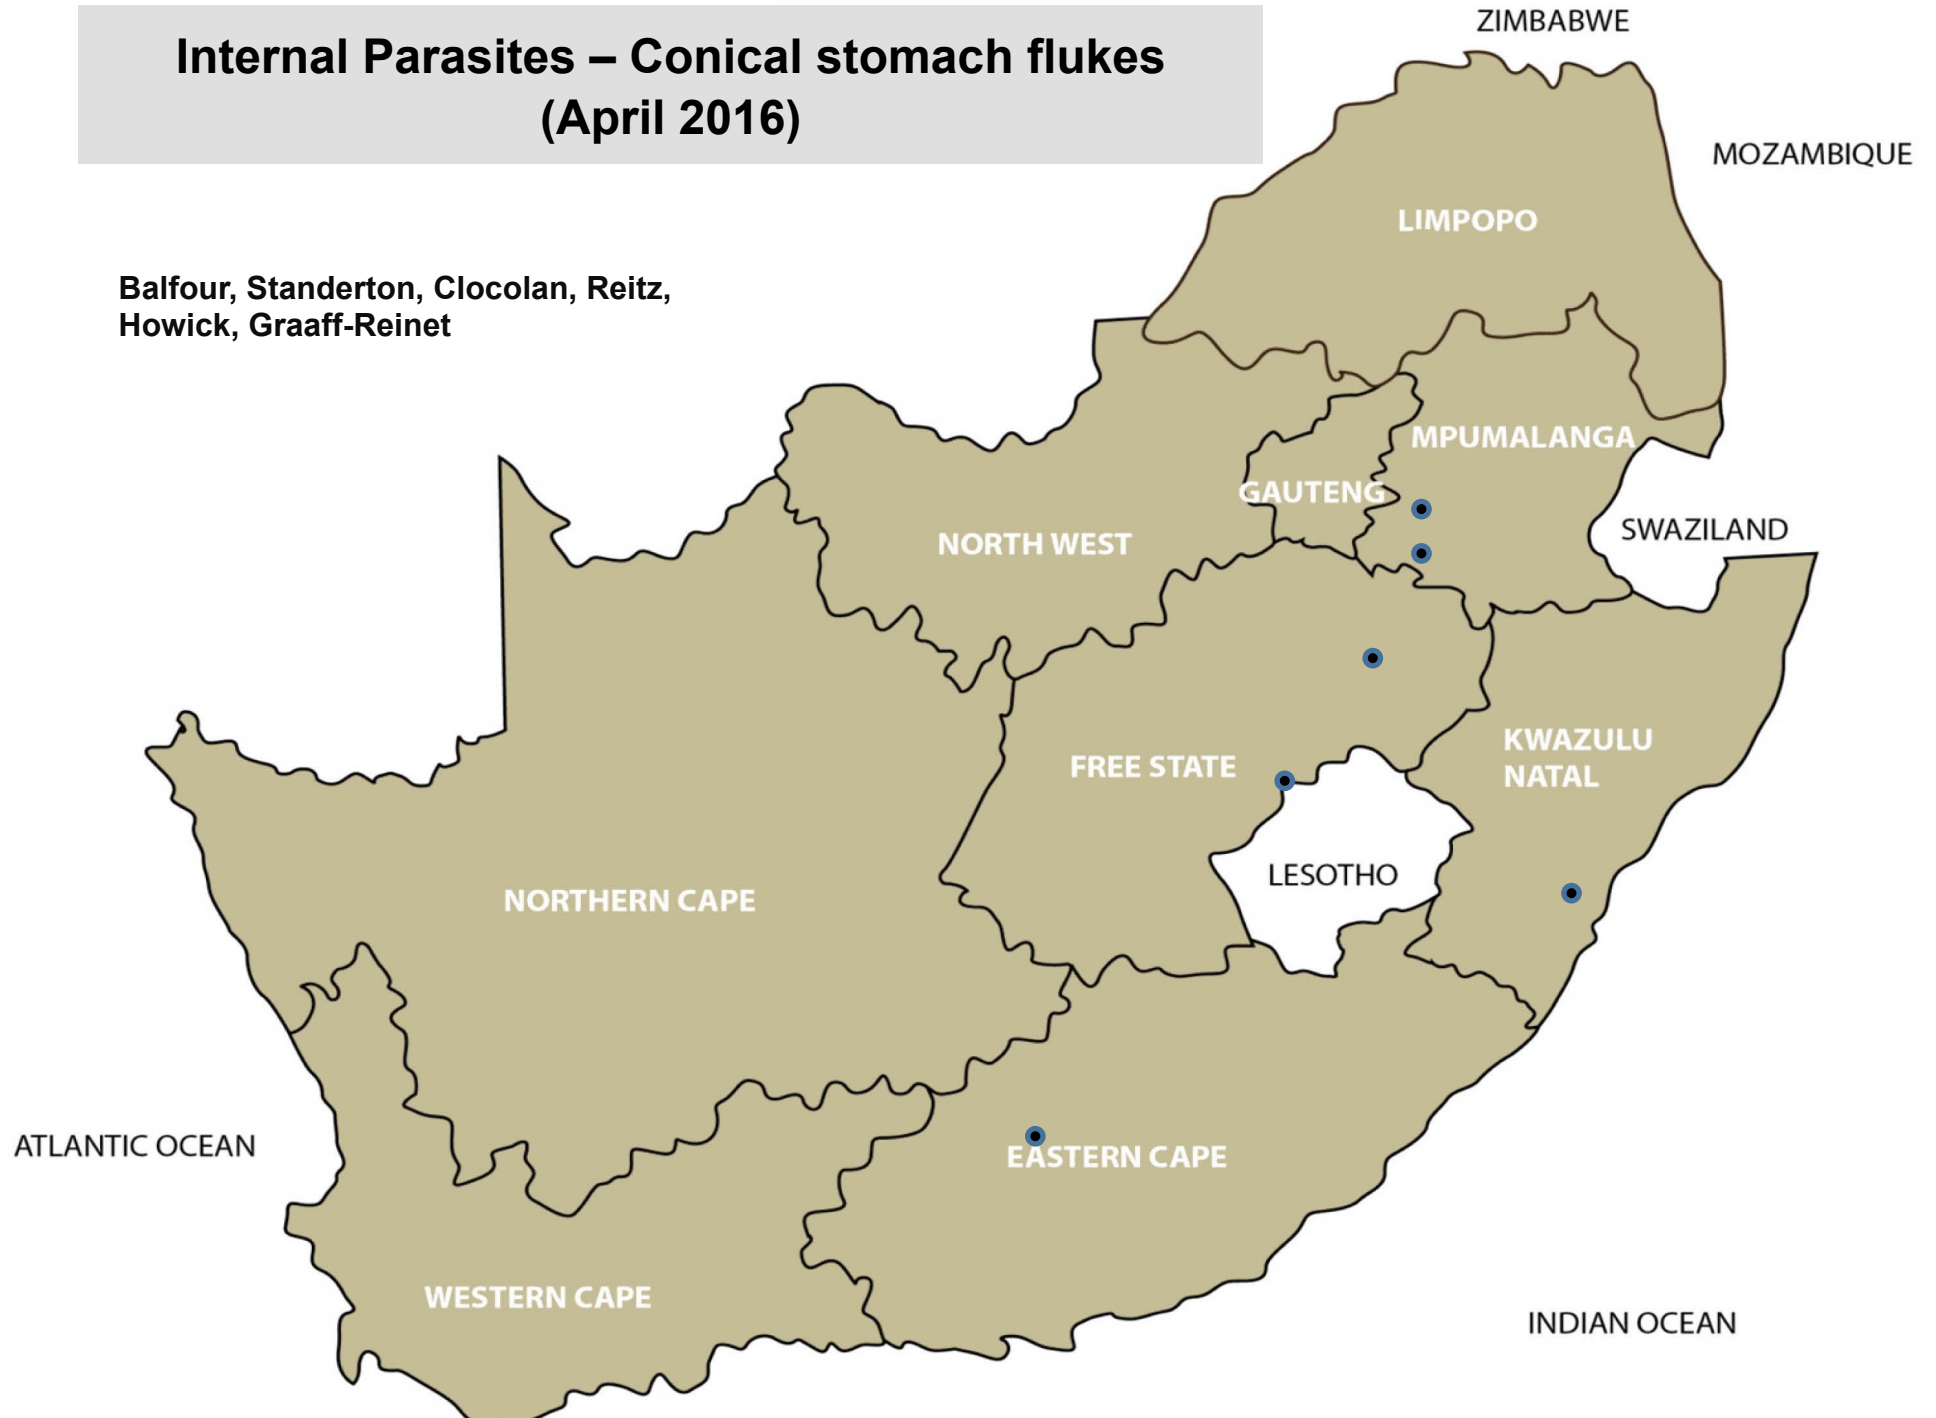 Internal Parasites – Conical stomach flukes
(April 2016)
ZIMBABWE
MOZAMBIQUE
LIMPOPO
Balfour, Standerton, Clocolan, Reitz,
Howick, Graaff-Reinet
MPUMALANGA
GAUTENG
SWAZILAND
NORTH WEST
KWAZULU
NATAL
FREE STATE
LESOTHO
NORTHERN CAPE
ATLANTIC OCEAN
EASTERN CAPE
WESTERN CAPE
INDIAN OCEAN